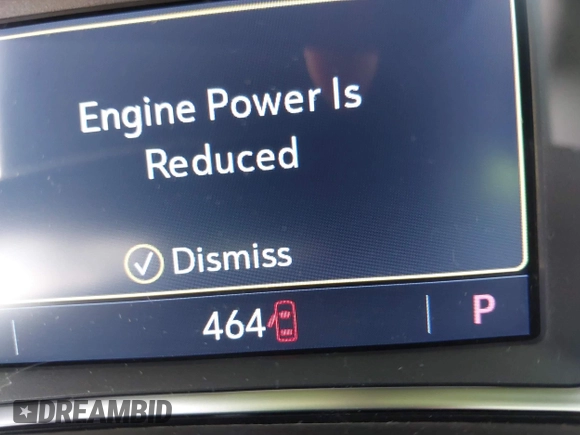 Engine Power Is
Reduced
Dismiss
464
P
DREAMBID